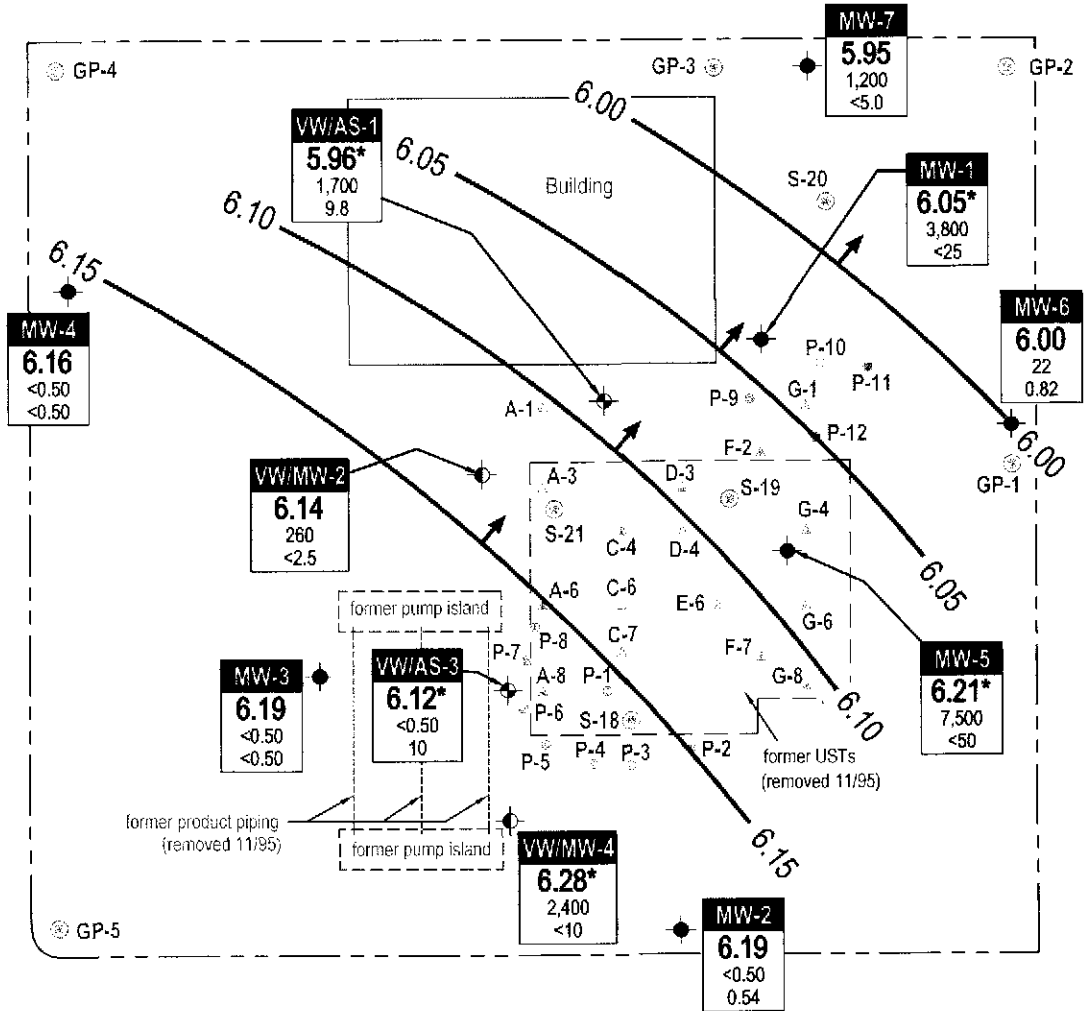 MW-7
5.95
1,200
<5.0
GP-4
GP-3
GP-2
6.00
VW/AS-1
5.96*
1,700
9.8
6.05
Building
MW-1
6.05*
3,800
<25
S-20
6.10
6.15
MW-4
6.16
<0.50
<0.50
MW-6
6.00
22
0.82
P-10
P-11
A-1
P-9
G-1
P-12
6.00
F-2
GP-1
VW/MW-2
6.14
260
<2.5
A-3
D-3
S-19
S-21
C-4
D-4
G-4
6.05
former pump island
A-6
C-6
E-6
G-6
P-8
C-7
P-7
F-7
MW-5
6.21*
7,500
<50
MW-3
6.19
<0.50
<0.50
VW/AS-3
6.12*
<0.50
10
A-8
P-1
G-8
6.10
P-6
S-18
P-5
P-4
P-3
P-2
former USTs
(removed 11/95)
former product piping
(removed 11/95)
former pump island
6.15
VW/MW-4
6.28*
2,400
<10
GP-5
MW-2
6.19
<0.50
0.54